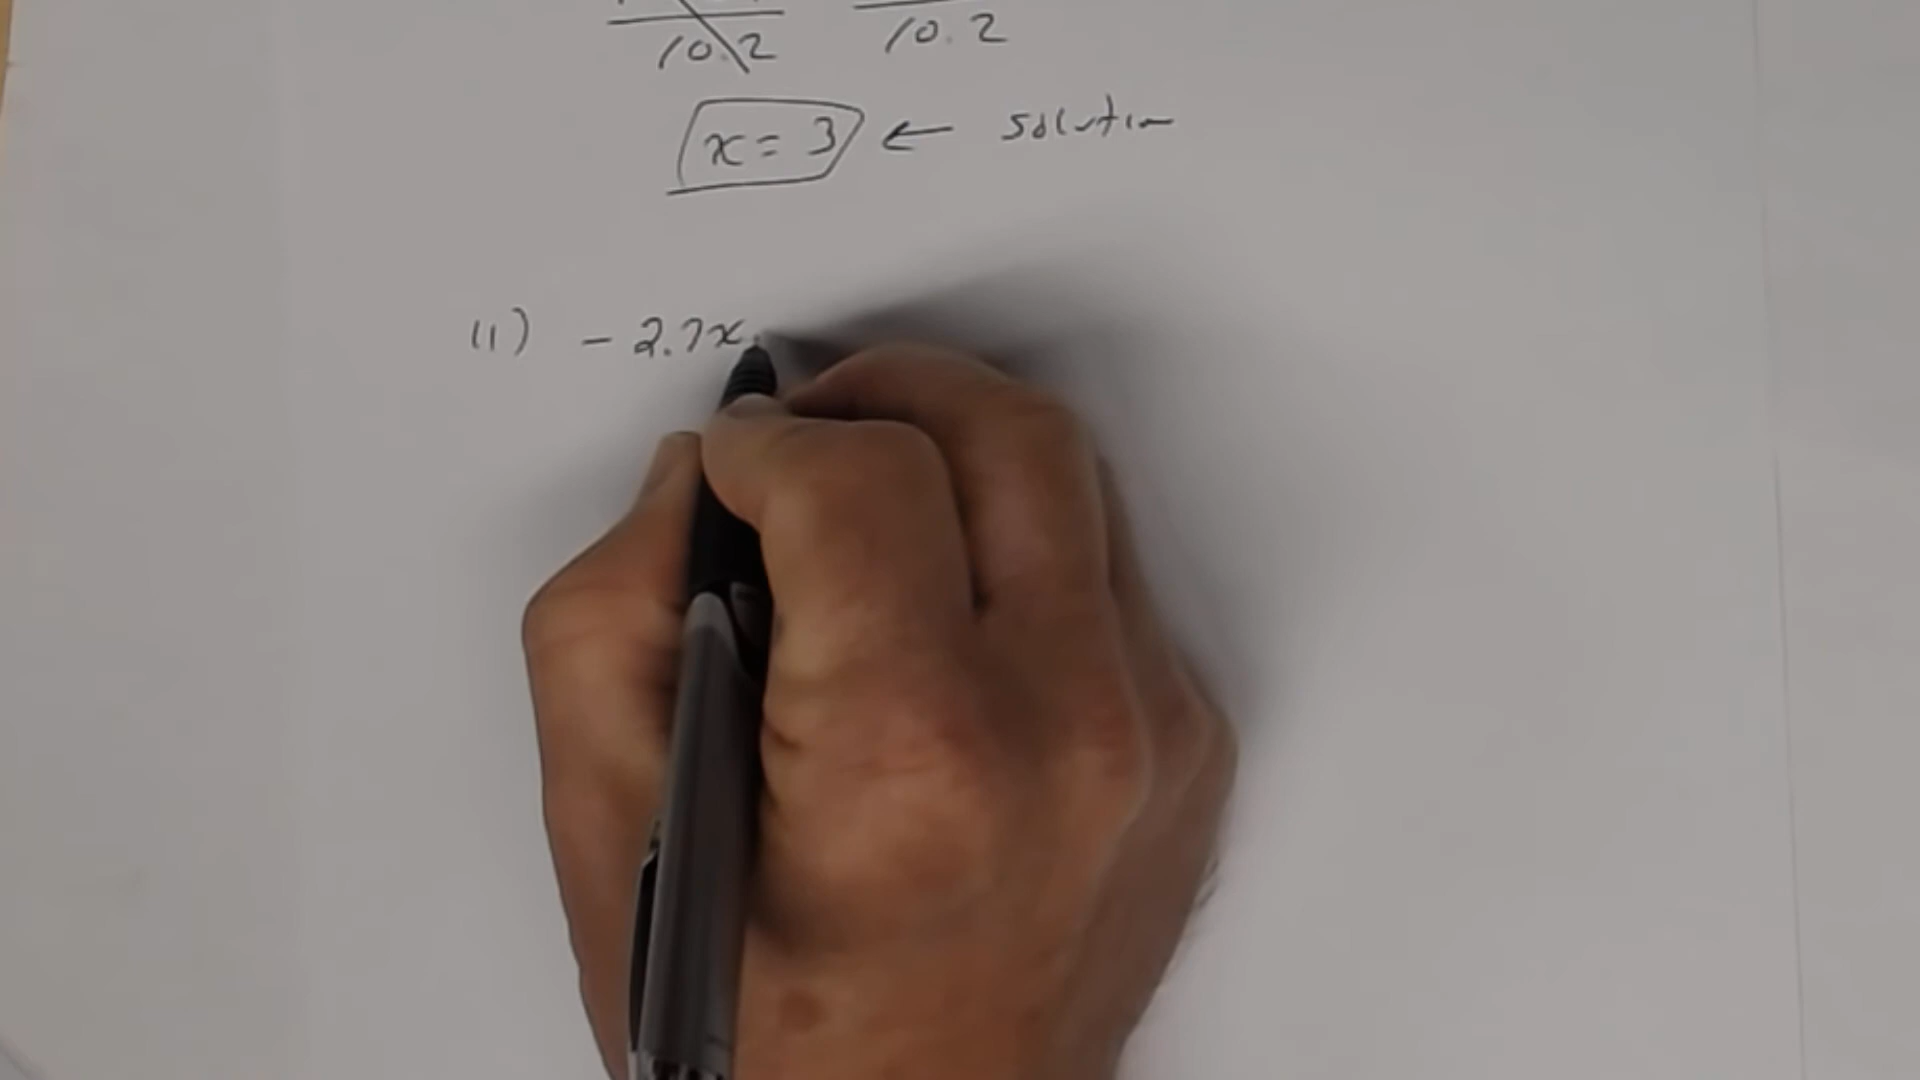 10.2 10.2
x = 3 ← solution
11) - 2.7x